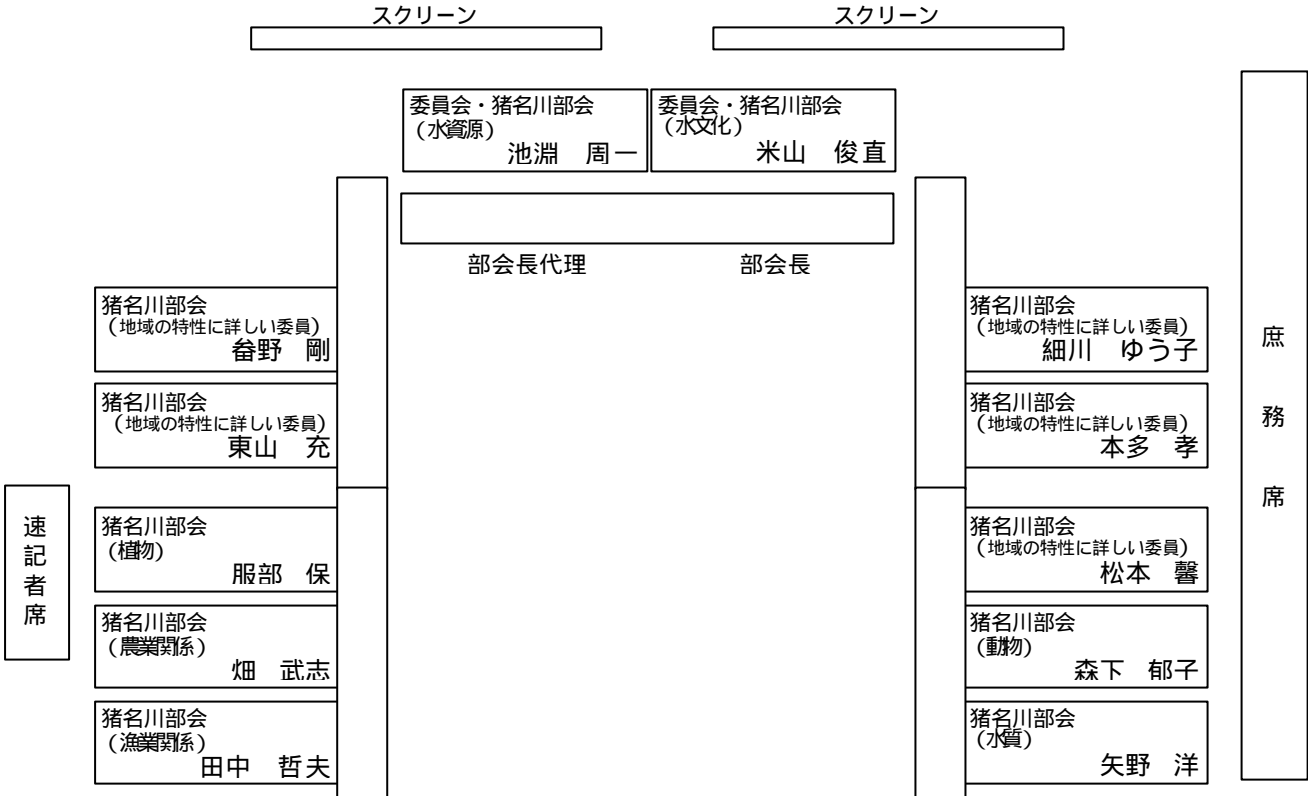 スクリーン
スクリーン
委員会・猪名川部会
(水資源)
池淵 周一
委員会・猪名川部会
(水文化)
米山 俊直
部会長代理
部会長
猪名川部会
(地域の特性に詳しい委員)
畚野 剛
猪名川部会
(地域の特性に詳しい委員)
東山 充
猪名川部会
(植物)
服部 保
猪名川部会
(農業関係)
畑 武志
猪名川部会
(漁業関係)
田中 哲夫
速記者席
猪名川部会
(地域の特性に詳しい委員)
細川 ゆう子
猪名川部会
(地域の特性に詳しい委員)
本多 孝
猪名川部会
(地域の特性に詳しい委員)
松本 馨
猪名川部会
(動物)
森下 郁子
猪名川部会
(水質)
矢野 洋
庶務席